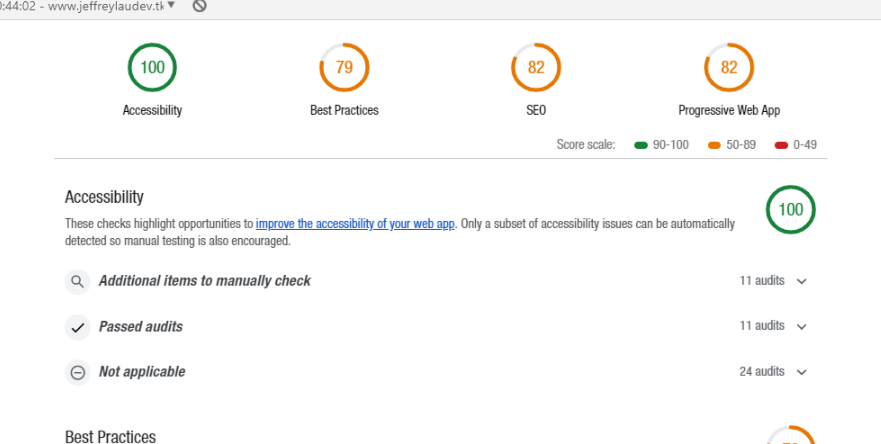 0:44:02 - www.jeffreylaudev.tk
100 79 82 82
Accessibility Best Practices SEO Progressive Web App
Score scale: 90-100 50-89 0-49
Accessibility
100
These checks highlight opportunities to improve the accessibility of your web app. Only a subset of accessibility issues can be automatically
detected so manual testing is also encouraged.
Additional items to manually check 11 audits
Passed audits 11 audits
Not applicable 24 audits
Best Practices